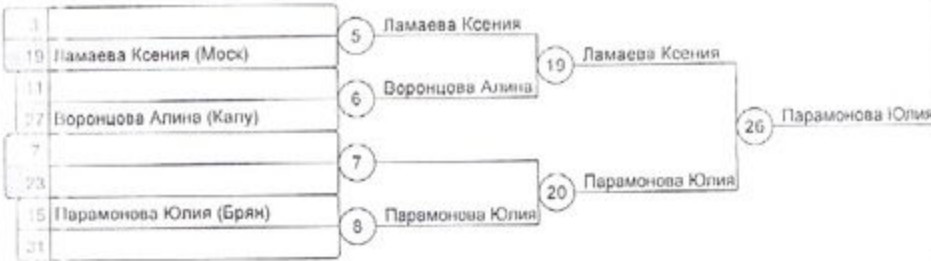 3
5 Ламаева Ксения
19 Ламаева Ксения (Моск)
19 Ламаева Ксения
11
6 Воронцова Алина
27 Воронцова Алина (Калу)
26 Парамонова Юлия
7
7
23
20 Парамонова Юлия
15 Парамонова Юлия (Брян)
8 Парамонова Юлия
31